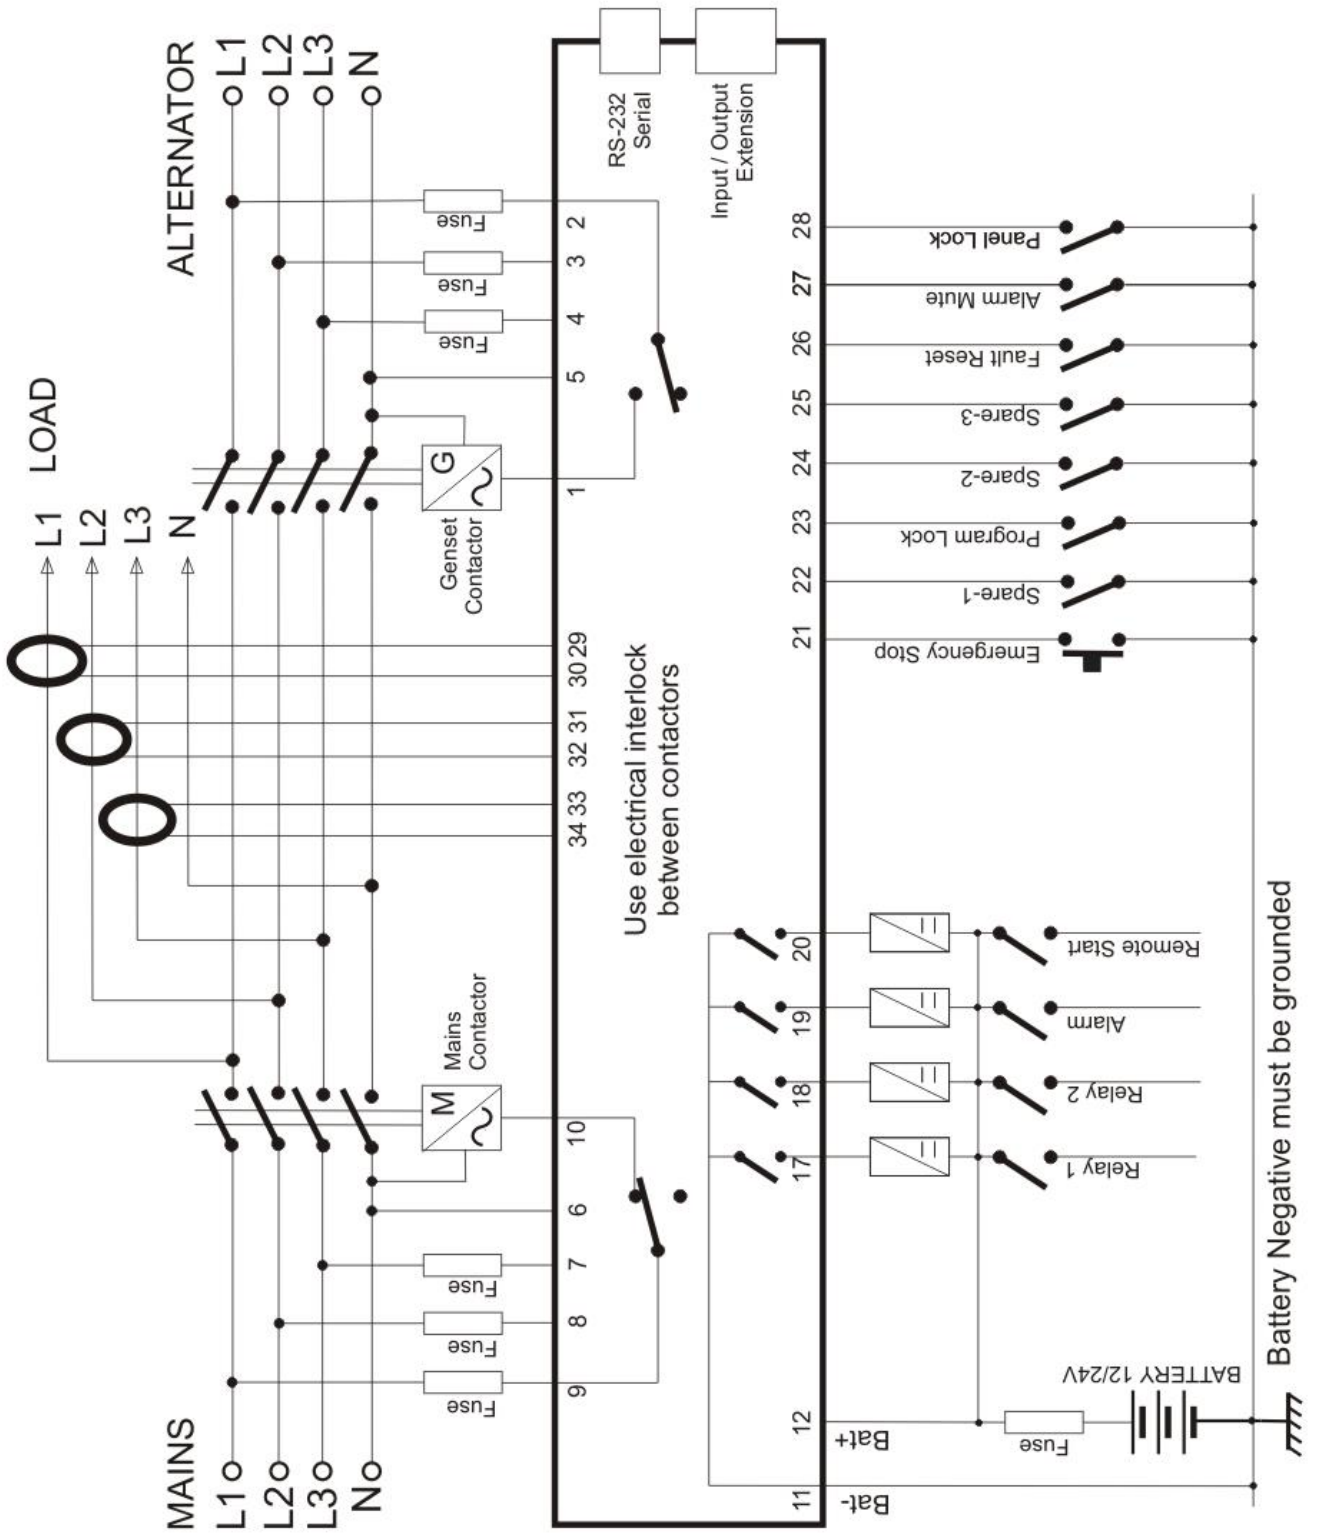 LOAD
L1
L2
L3
N
MAINS
L1
L2
L3
N
ALTERNATOR
L1
L2
L3
N
Fuse
Fuse
Fuse
Mains
Contactor
M
Genset
Contactor
G
Fuse
Fuse
Fuse
9
8
7
6
10
34
33
32
31
30
29
1
5
4
3
2
Use electrical interlock
between contactors
RS-232
Serial
Input / Output
Extension
11
12
17
18
19
20
21
22
23
24
25
26
27
28
Bat-
Bat+
Fuse
BATTERY 12/24V
Relay 1
Relay 2
Alarm
Remote Start
Emergency Stop
Spare-1
Program Lock
Spare-2
Spare-3
Fault Reset
Alarm Mute
Panel Lock
Battery Negative must be grounded